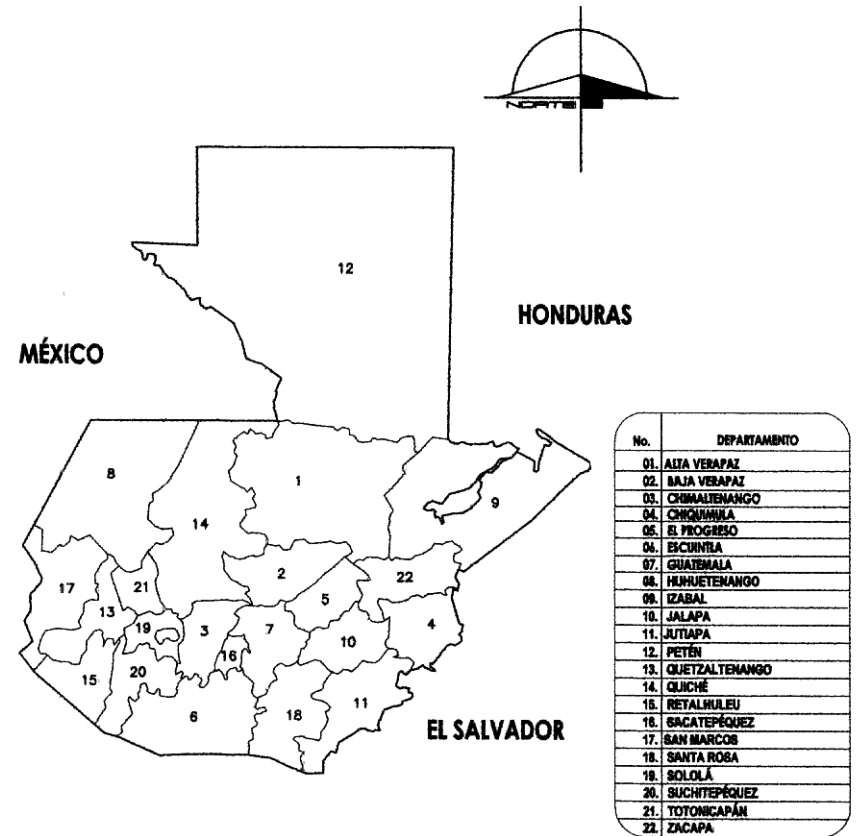 NORTE
12
HONDURAS
MÉXICO
8
1
14
9
2
22
17
21
5
13
19
3
7
4
16
10
15
20
6
18
11
EL SALVADOR
No. DEPARTAMENTO
01. ALTA VERAPAZ
02. BAJA VERAPAZ
03. CHIMALTENANGO
04. CHIQUIMULA
05. EL PROGRESO
06. ESCUINTLA
07. GUATEMALA
08. HUHUETENANGO
09. IZABAL
10. JALAPA
11. JUTIAPA
12. PETÉN
13. QUETZALTENANGO
14. QUICHÉ
15. RETALHULEU
16. SACATEPÉQUEZ
17. SAN MARCOS
18. SANTA ROSA
19. SOLOLÁ
20. SUCHITEPÉQUEZ
21. TOTONICAPÁN
22. ZACAPA